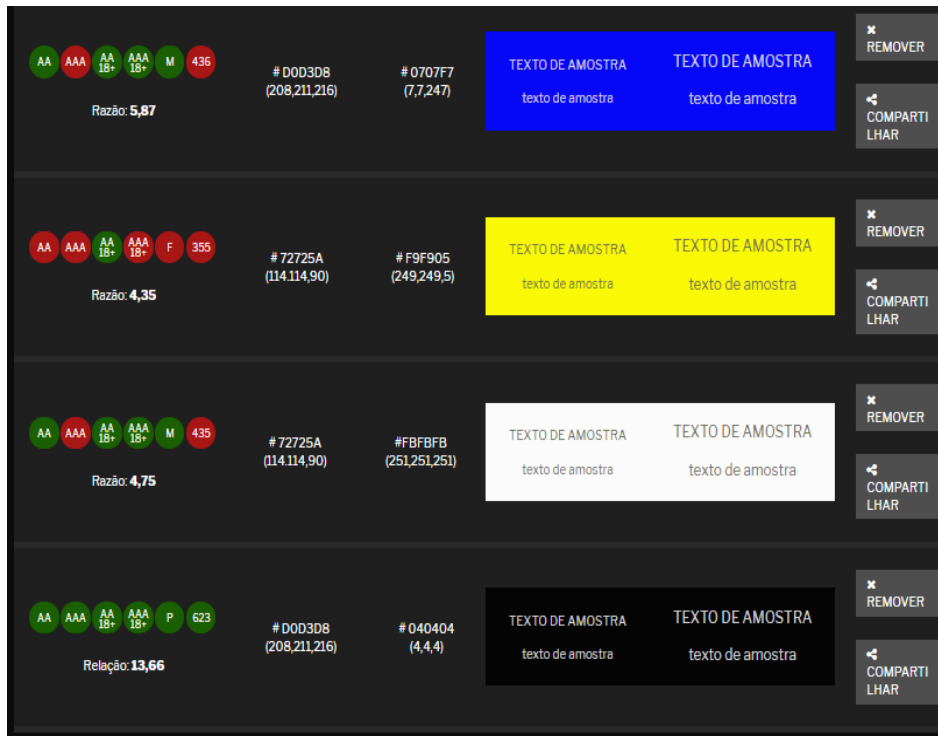 AA AAA AA 18+ AAA 18+ M 436
Razão: 5,87
# D0D3D8
(208,211,216)
# 0707F7
(7,7,247)
TEXTO DE AMOSTRA TEXTO DE AMOSTRA
texto de amostra texto de amostra
✖
REMOVER
COMPARTI
LHAR
AA AAA AA 18+ AAA 18+ F 355
Razão: 4,35
# 72725A
(114.114,90)
# F9F905
(249,249,5)
TEXTO DE AMOSTRA TEXTO DE AMOSTRA
texto de amostra texto de amostra
✖
REMOVER
COMPARTI
LHAR
AA AAA AA 18+ AAA 18+ M 435
Razão: 4,75
# 72725A
(114.114,90)
#FBFBFB
(251,251,251)
TEXTO DE AMOSTRA TEXTO DE AMOSTRA
texto de amostra texto de amostra
✖
REMOVER
COMPARTI
LHAR
AA AAA AA 18+ AAA 18+ P 623
Relação: 13,66
# D0D3D8
(208,211,216)
# 040404
(4,4,4)
TEXTO DE AMOSTRA TEXTO DE AMOSTRA
texto de amostra texto de amostra
✖
REMOVER
COMPARTI
LHAR